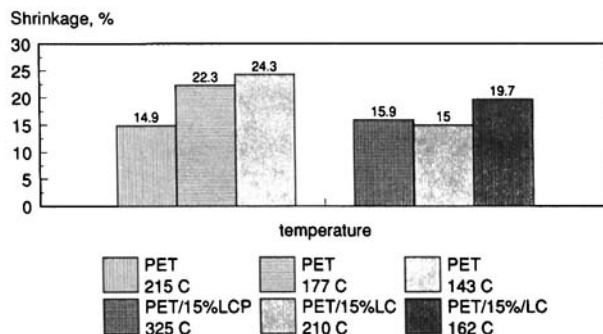 Shrinkage, %
30
25
20
15
10
5
0
14.9
22.3
24.3
15.9
15
19.7
temperature
PET
215 C
PET
177 C
PET
143 C
PET/15%LCP
325 C
PET/15%LC
210 C
PET/15%/LC
162 C